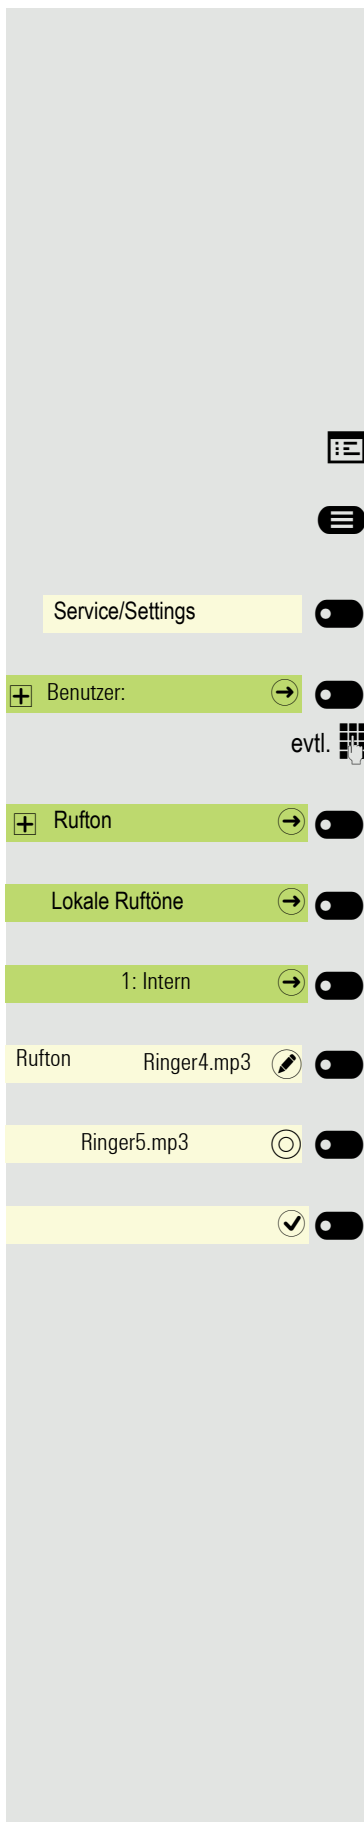 Service/Settings
Benutzer:
evtl.
Rufton
Lokale Ruftöne
1: Intern
Rufton Ringer4.mp3
Ringer5.mp3